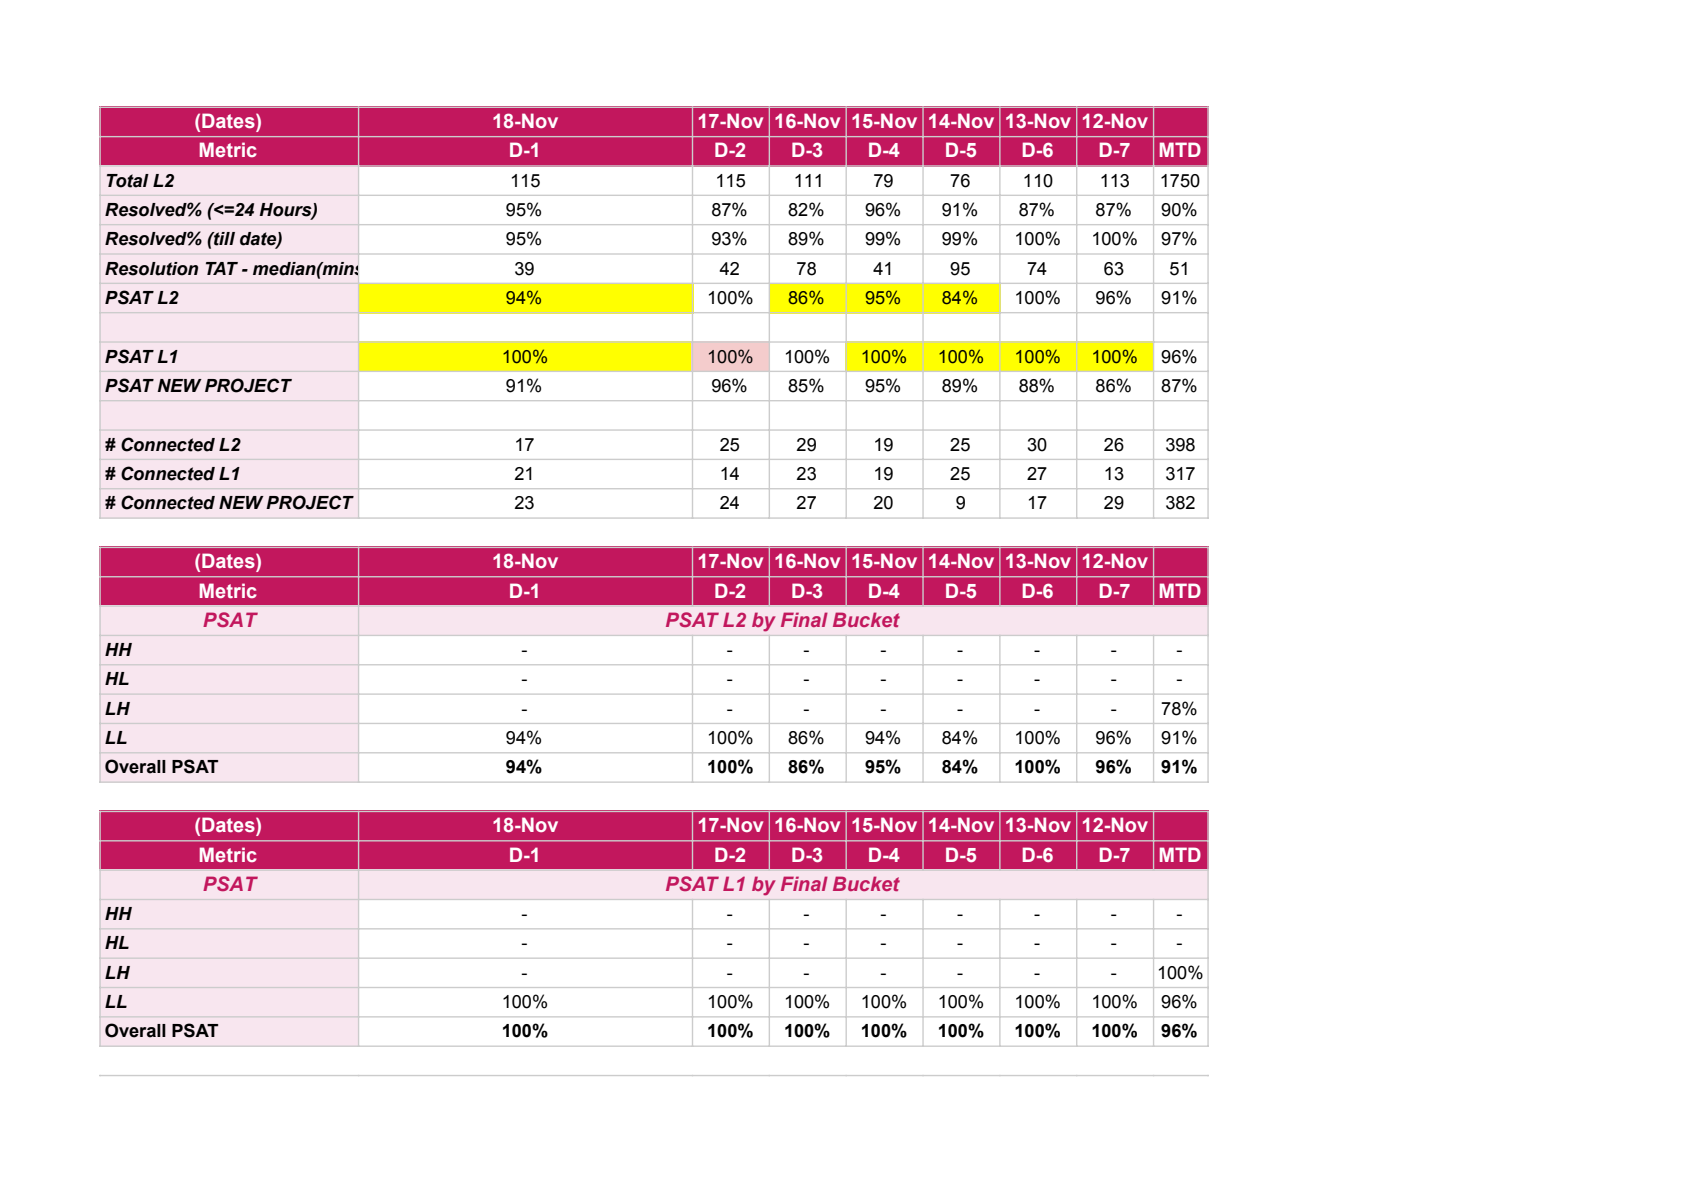 (Dates) 18-Nov 17-Nov 16-Nov 15-Nov 14-Nov 13-Nov 12-Nov
Metric D-1 D-2 D-3 D-4 D-5 D-6 D-7 MTD
Total L2 115 115 111 79 76 110 113 1750
Resolved% (<=24 Hours) 95% 87% 82% 96% 91% 87% 87% 90%
Resolved% (till date) 95% 93% 89% 99% 99% 100% 100% 97%
Resolution TAT - median(mins 39 42 78 41 95 74 63 51
PSAT L2 94% 100% 86% 95% 84% 100% 96% 91%
PSAT L1 100% 100% 100% 100% 100% 100% 100% 96%
PSAT NEW PROJECT 91% 96% 85% 95% 89% 88% 86% 87%
# Connected L2 17 25 29 19 25 30 26 398
# Connected L1 21 14 23 19 25 27 13 317
# Connected NEW PROJECT 23 24 27 20 9 17 29 382
(Dates) 18-Nov 17-Nov 16-Nov 15-Nov 14-Nov 13-Nov 12-Nov
Metric D-1 D-2 D-3 D-4 D-5 D-6 D-7 MTD
PSAT PSAT L2 by Final Bucket
HH - - - - - - - -
HL - - - - - - - -
LH - - - - - - - 78%
LL 94% 100% 86% 94% 84% 100% 96% 91%
Overall PSAT 94% 100% 86% 95% 84% 100% 96% 91%
(Dates) 18-Nov 17-Nov 16-Nov 15-Nov 14-Nov 13-Nov 12-Nov
Metric D-1 D-2 D-3 D-4 D-5 D-6 D-7 MTD
PSAT PSAT L1 by Final Bucket
HH - - - - - - - -
HL - - - - - - - -
LH - - - - - - - 100%
LL 100% 100% 100% 100% 100% 100% 100% 96%
Overall PSAT 100% 100% 100% 100% 100% 100% 100% 96%